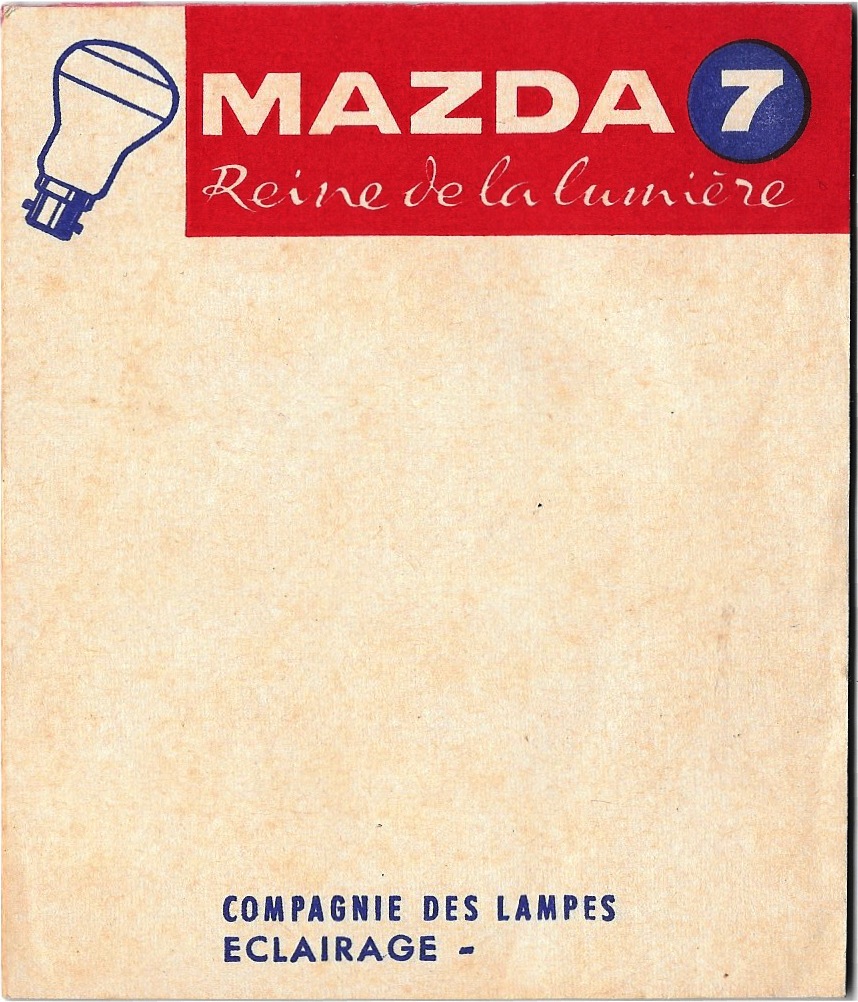 MAZDA 7
Reine de la lumière
COMPAGNIE DES LAMPES
ECLAIRAGE -